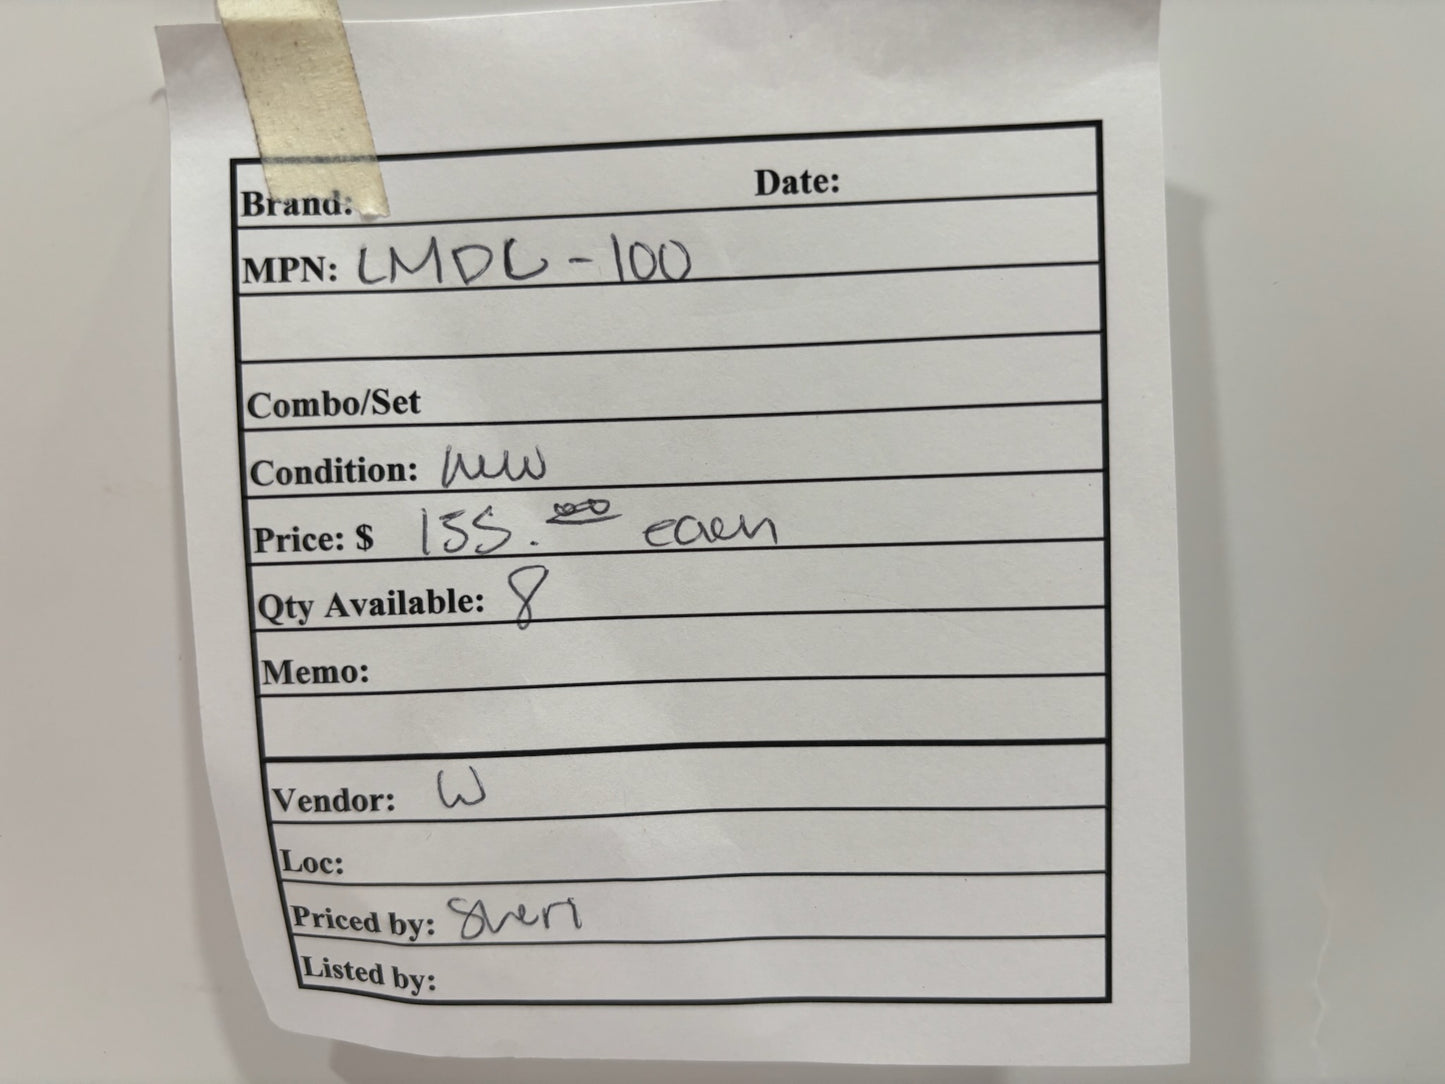 Brand: Date:
MPN: LMDC-100
Combo/Set
Condition: new
Price: $ 155.00 each
Qty Available: 8
Memo:
Vendor: W
Loc:
Priced by: Sheri
Listed by: